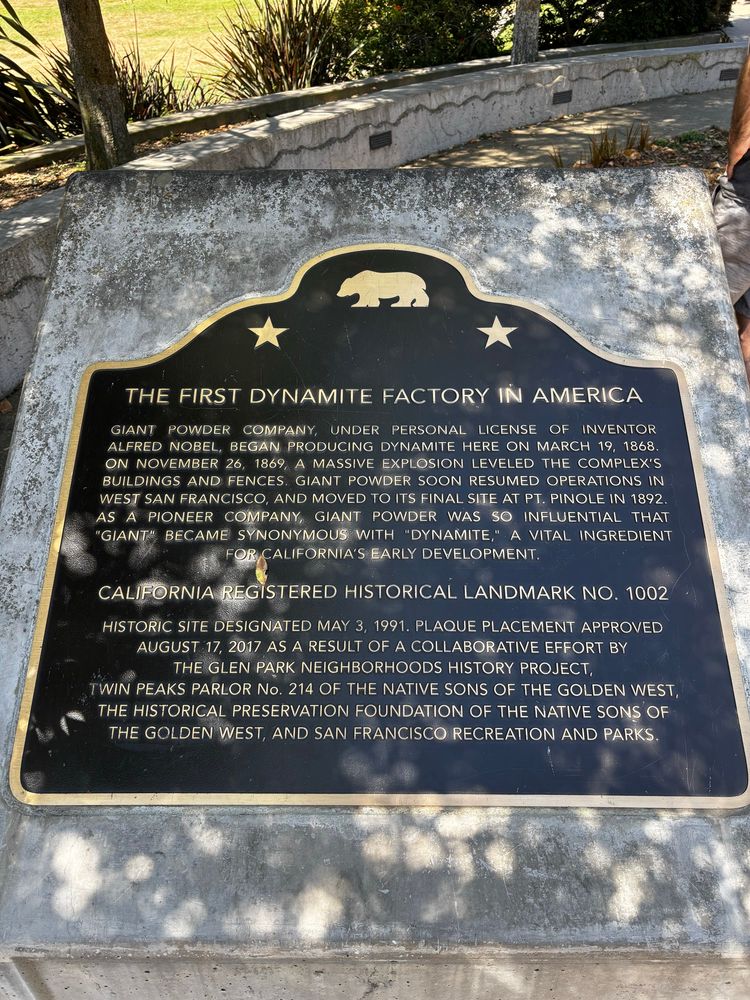 THE FIRST DYNAMITE FACTORY IN AMERICA
GIANT POWDER COMPANY, UNDER PERSONAL LICENSE OF INVENTOR
ALFRED NOBEL, BEGAN PRODUCING DYNAMITE HERE ON MARCH 19, 1868.
ON NOVEMBER 26, 1869, A MASSIVE EXPLOSION LEVELED THE COMPLEX'S
BUILDINGS AND FENCES. GIANT POWDER SOON RESUMED OPERATIONS IN
WEST SAN FRANCISCO, AND MOVED TO ITS FINAL SITE AT PT. PINOLE IN 1892.
AS A PIONEER COMPANY, GIANT POWDER WAS SO INFLUENTIAL THAT
"GIANT" BECAME SYNONYMOUS WITH "DYNAMITE," A VITAL INGREDIENT
FOR CALIFORNIA'S EARLY DEVELOPMENT.
CALIFORNIA REGISTERED HISTORICAL LANDMARK NO. 1002
HISTORIC SITE DESIGNATED MAY 3, 1991. PLAQUE PLACEMENT APPROVED
AUGUST 17, 2017 AS A RESULT OF A COLLABORATIVE EFFORT BY
THE GLEN PARK NEIGHBORHOODS HISTORY PROJECT,
TWIN PEAKS PARLOR No. 214 OF THE NATIVE SONS OF THE GOLDEN WEST,
THE HISTORICAL PRESERVATION FOUNDATION OF THE NATIVE SONS OF
THE GOLDEN WEST, AND SAN FRANCISCO RECREATION AND PARKS.